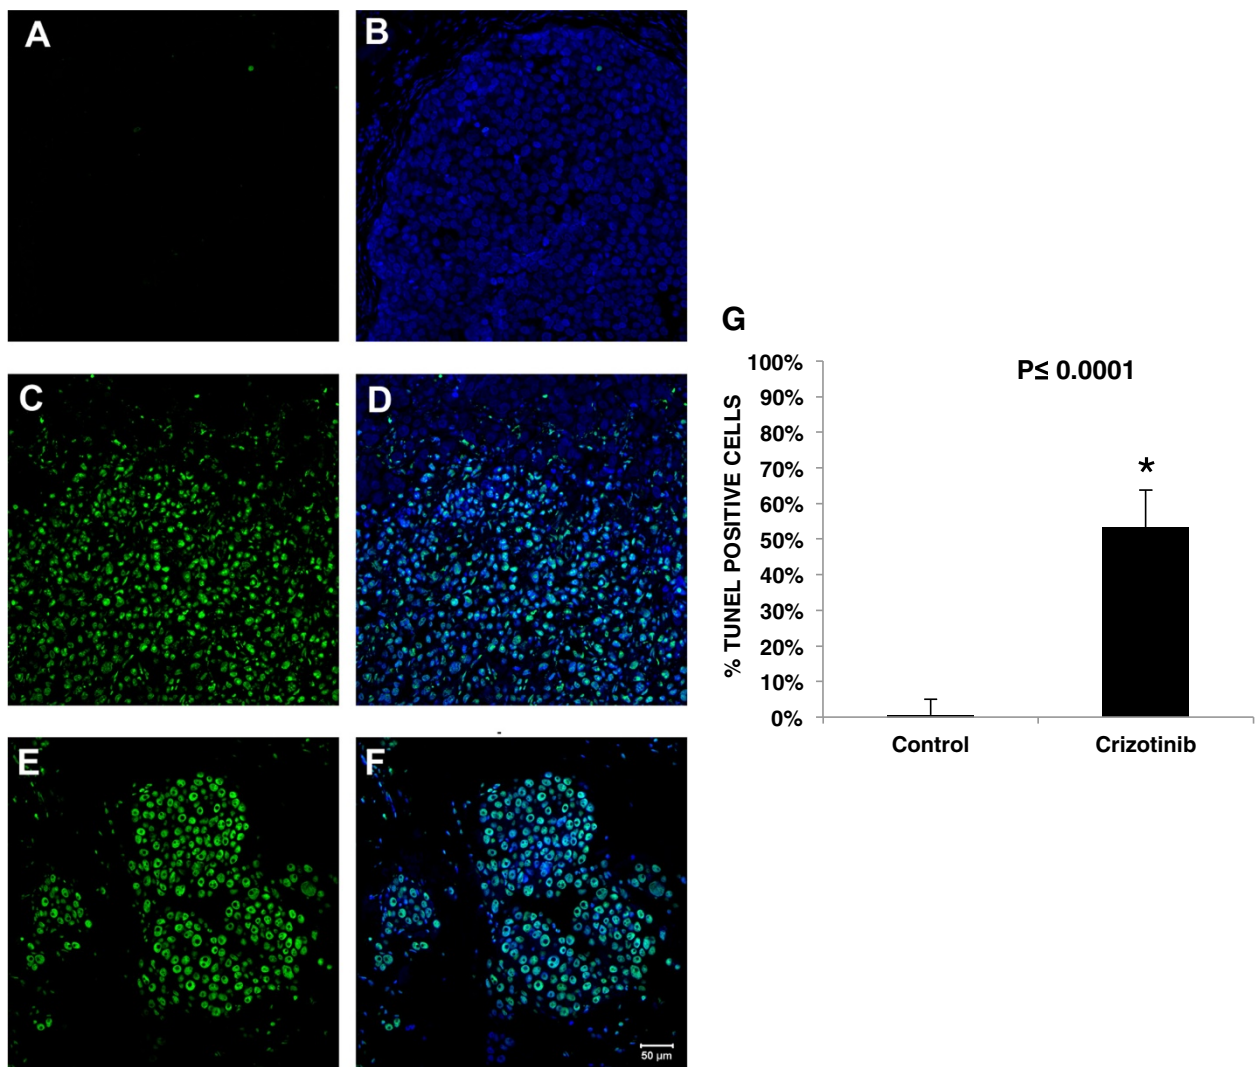 A
B
C
D
E
F
50 µm
G
P≤ 0.0001
% TUNEL POSITIVE CELLS
100%
90%
80%
70%
60%
50%
40%
30%
20%
10%
0%
*
Control
Crizotinib